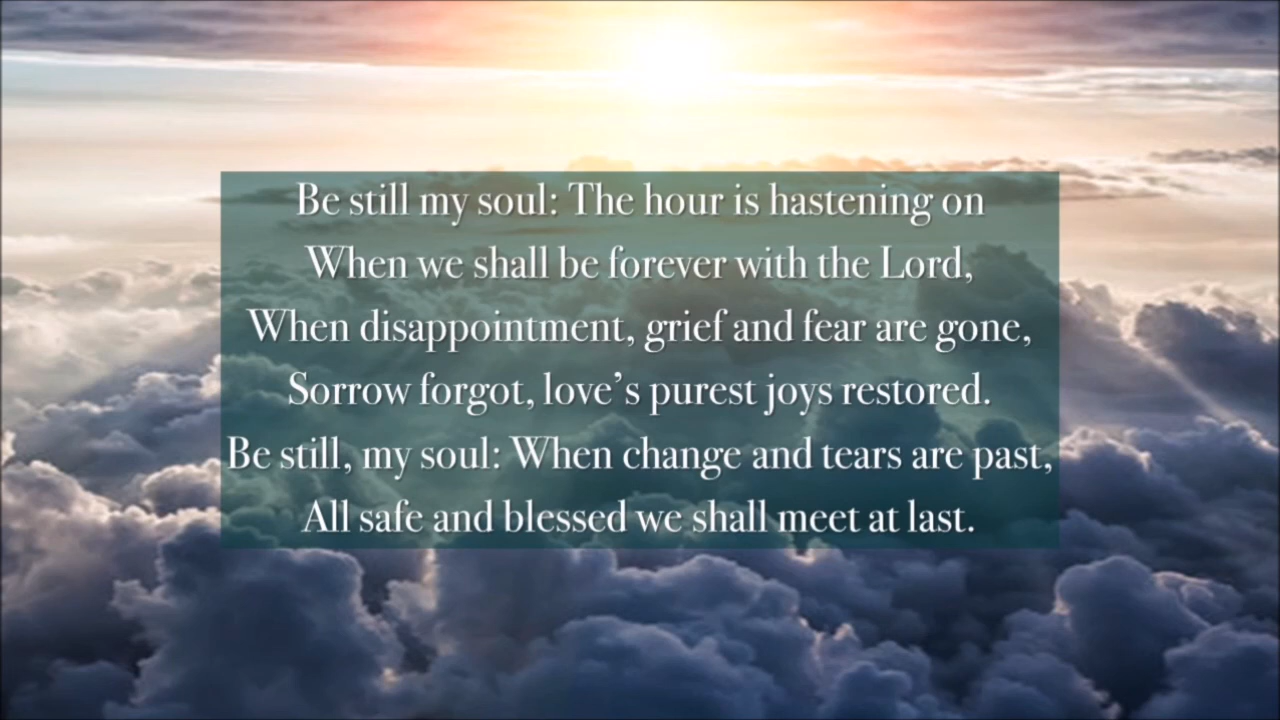 Be still my soul: The hour is hastening on
When we shall be forever with the Lord,
When disappointment, grief and fear are gone,
Sorrow forgot, love’s purest joys restored.
Be still, my soul: When change and tears are past,
All safe and blessed we shall meet at last.